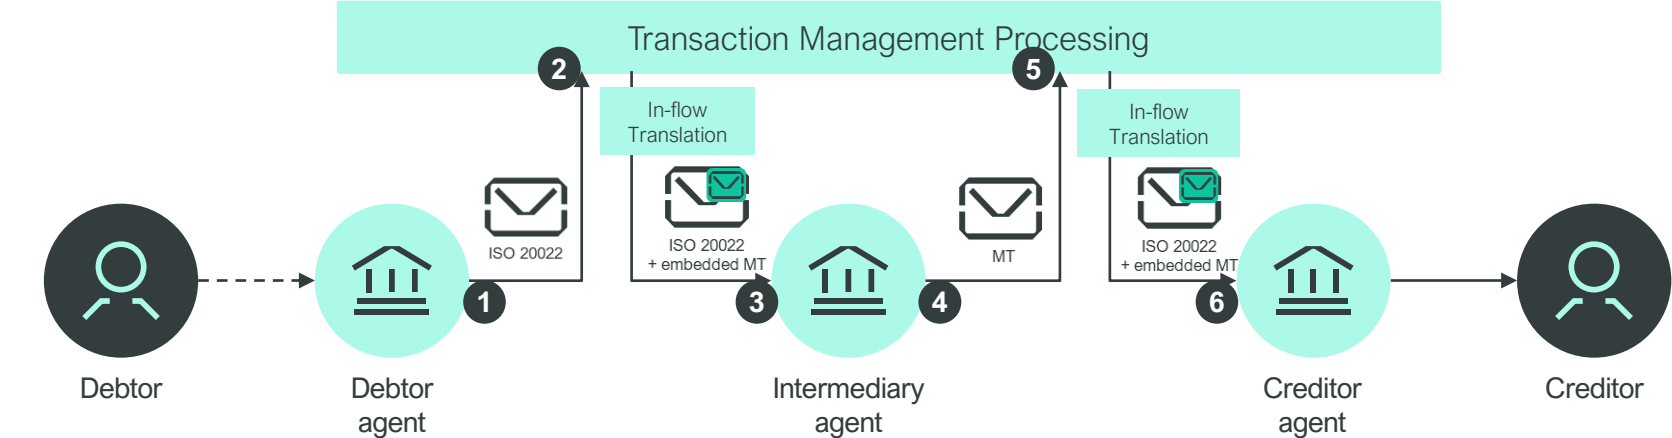 Transaction Management Processing
2
5
In-flow
Translation
In-flow
Translation
ISO 20022
ISO 20022
+ embedded MT
MT
ISO 20022
+ embedded MT
1
3
4
6
Debtor
Debtor
agent
Intermediary
agent
Creditor
agent
Creditor